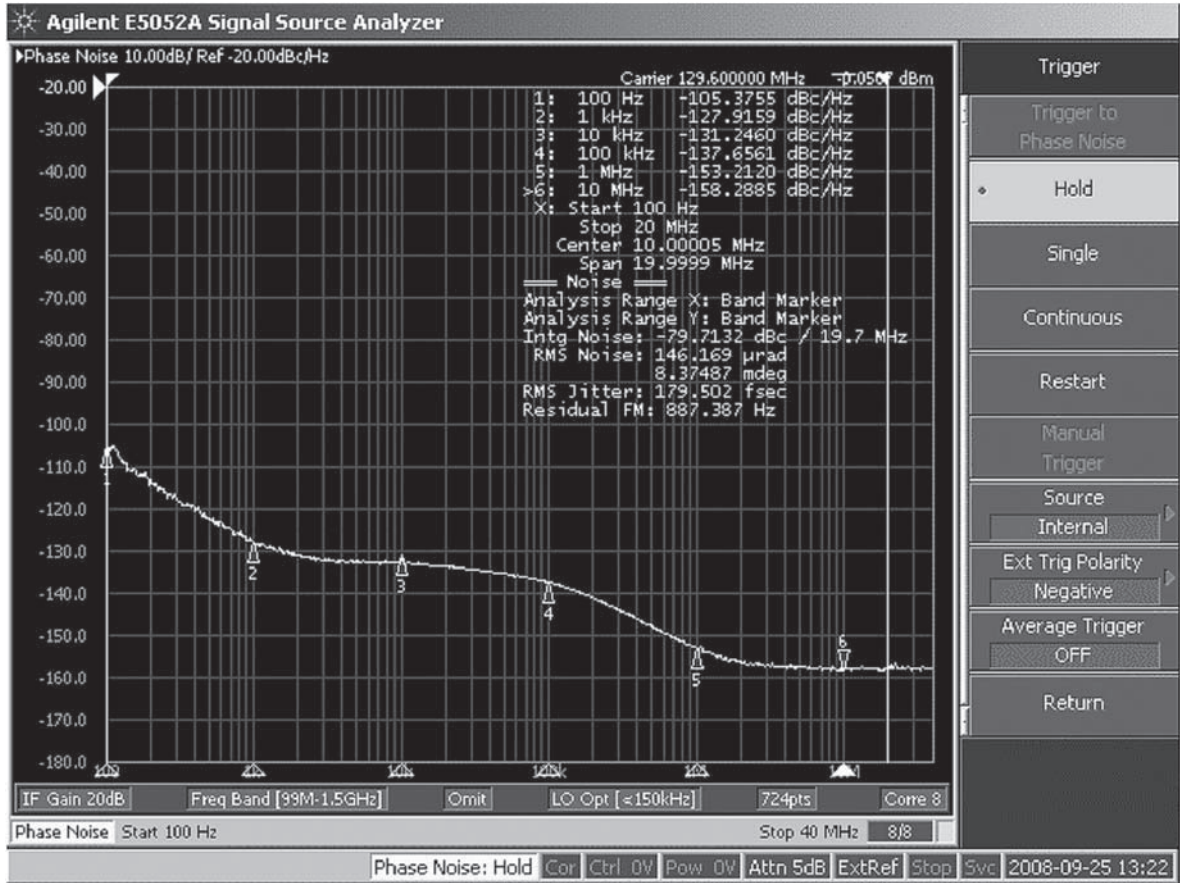 Agilent E5052A Signal Source Analyzer
Phase Noise 10.00dB/ Ref -20.00dBc/Hz
Carrier 129.600000 MHz dBm
1: 100 Hz -105.3755 dBc/Hz
2: 1 kHz -127.9159 dBc/Hz
3: 10 kHz -131.2460 dBc/Hz
4: 100 kHz -137.6561 dBc/Hz
5: 1 MHz -153.2120 dBc/Hz
>6: 10 MHz -158.2885 dBc/Hz
X: Start 100 Hz
Stop 20 MHz
Center 10.00005 MHz
Span 19.9999 MHz
Noise
Analysis Range X: Band Marker
Analysis Range Y: Band Marker
Intg Noise: -79.7132 dBc / 19.7 MHz
RMS Noise: 146.169 µrad
8.37487 mdeg
RMS Jitter: 179.502 fsec
Residual FM: 887.387 Hz
-20.00
-30.00
-40.00
-50.00
-60.00
-70.00
-80.00
-90.00
-100.0
-110.0
-120.0
-130.0
-140.0
-150.0
-160.0
-170.0
-180.0
2
3
4
5
6
IF Gain 20dB
Freq Band [99M-1.5GHz]
Omit
LO Opt [<150kHz]
724pts
Corre 8
Phase Noise Start 100 Hz
Stop 40 MHz
8/8
Phase Noise: Hold
Cor
Ctrl 0V
Pow 0V
Attn 5dB
ExtRef
Stop
Svc
2008-09-25 13:22
Trigger
Trigger to
Phase Noise
Hold
Single
Continuous
Restart
Manual
Trigger
Source
Internal
Ext Trig Polarity
Negative
Average Trigger
OFF
Return